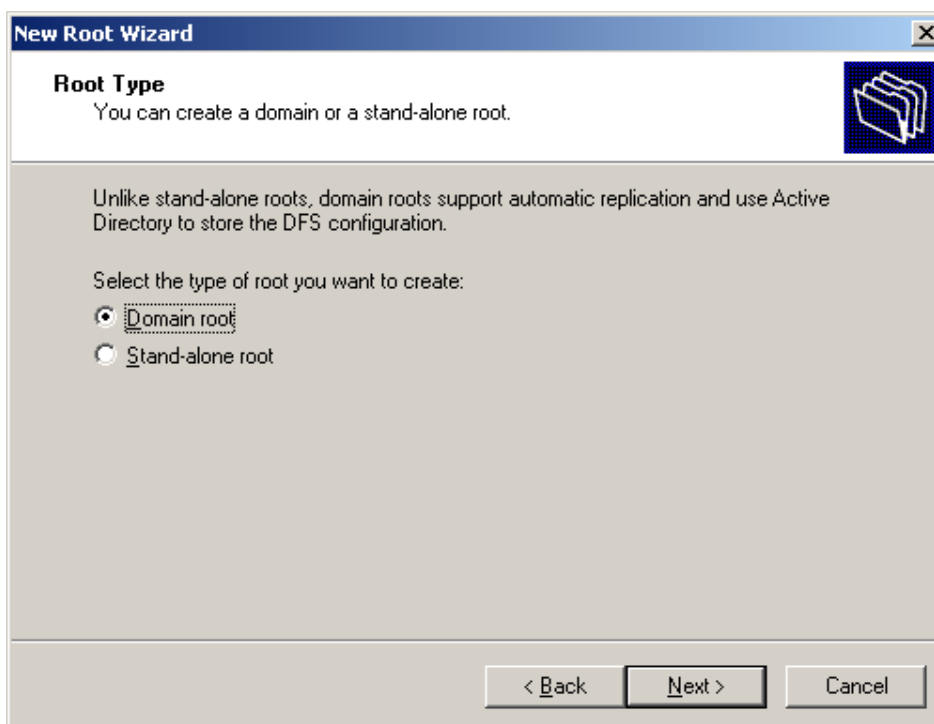 New Root Wizard
Root Type
You can create a domain or a stand-alone root.
Unlike stand-alone roots, domain roots support automatic replication and use Active
Directory to store the DFS configuration.
Select the type of root you want to create:
Domain root
Stand-alone root
< Back Next > Cancel